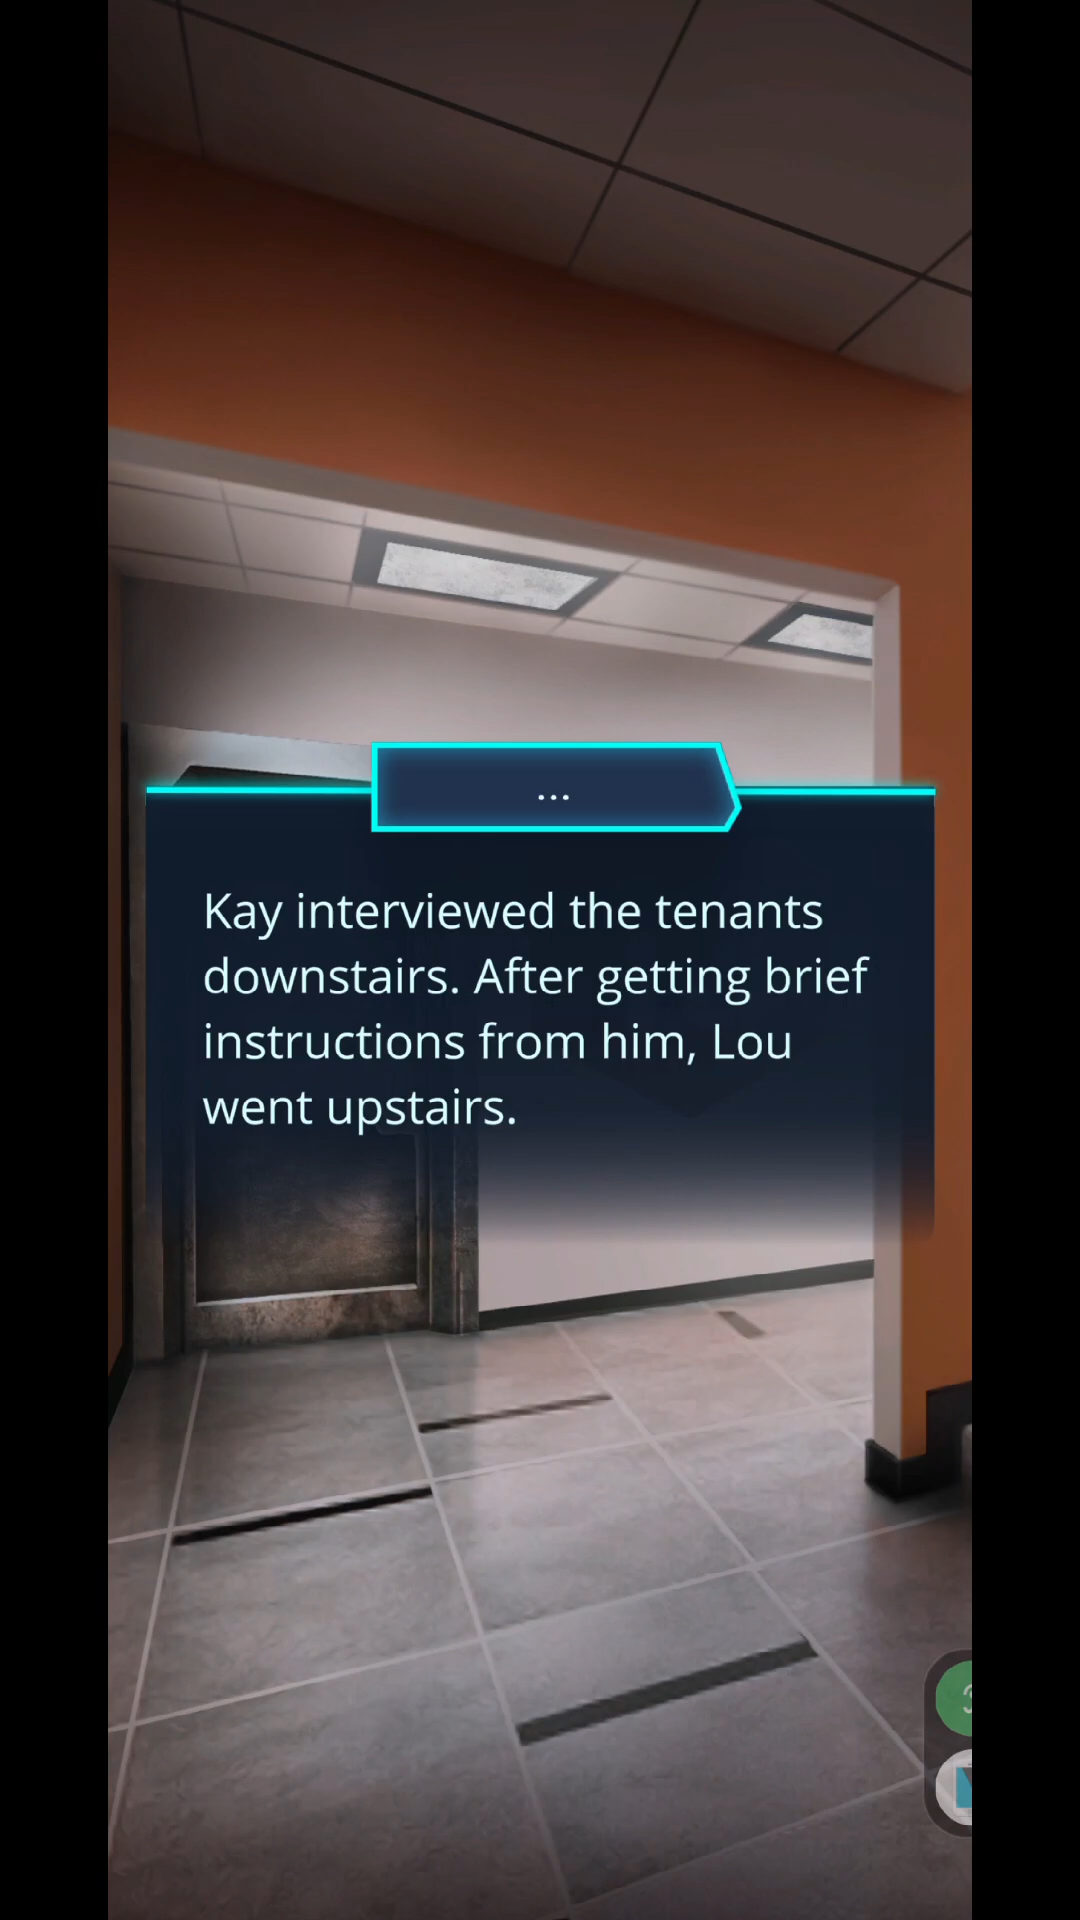 ...
Kay interviewed the tenants
downstairs. After getting brief
instructions from him, Lou
went upstairs.